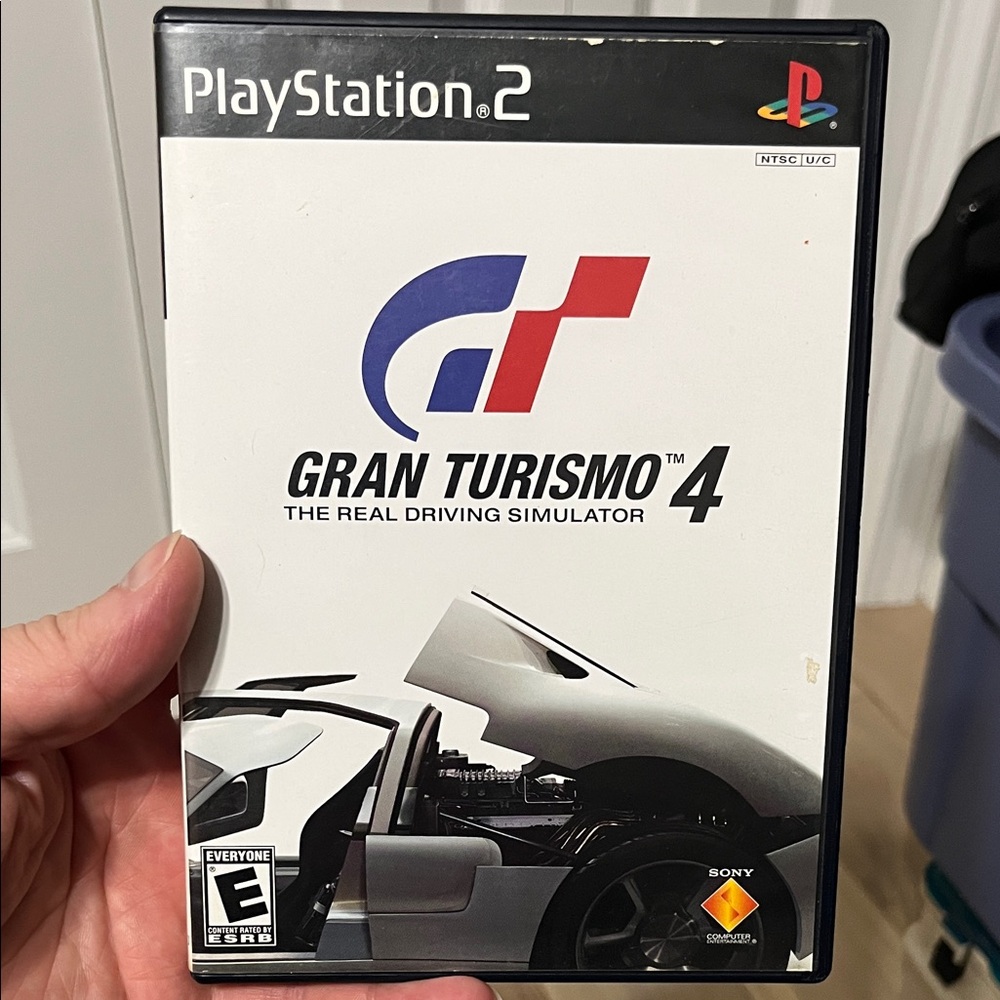 PlayStation®2
NTSC U/C
GRAN TURISMO™ 4
THE REAL DRIVING SIMULATOR
EVERYONE
®
E
CONTENT RATED BY
ESRB
SONY
COMPUTER
ENTERTAINMENT®